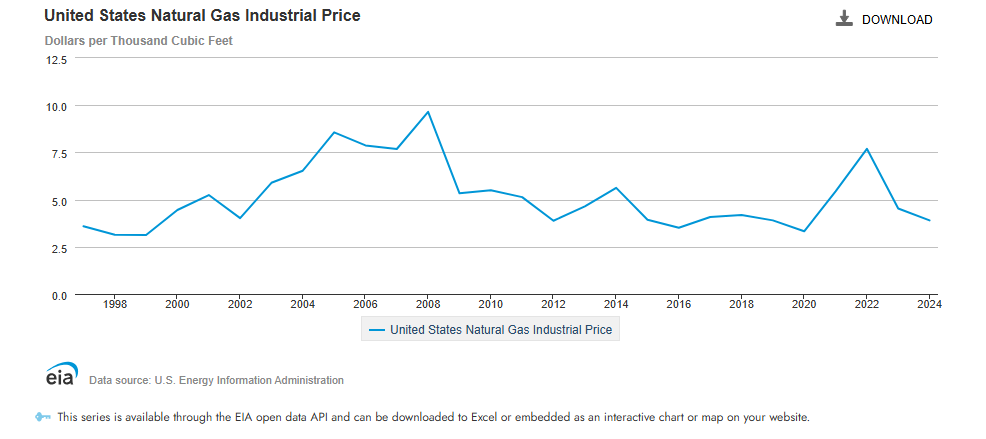 United States Natural Gas Industrial Price
DOWNLOAD
Dollars per Thousand Cubic Feet
12.5
10.0
7.5
5.0
2.5
0.0
1998 2000 2002 2004 2006 2008 2010 2012 2014 2016 2018 2020 2022 2024
United States Natural Gas Industrial Price
eia Data source: U.S. Energy Information Administration
This series is available through the EIA open data API and can be downloaded to Excel or embedded as an interactive chart or map on your website.